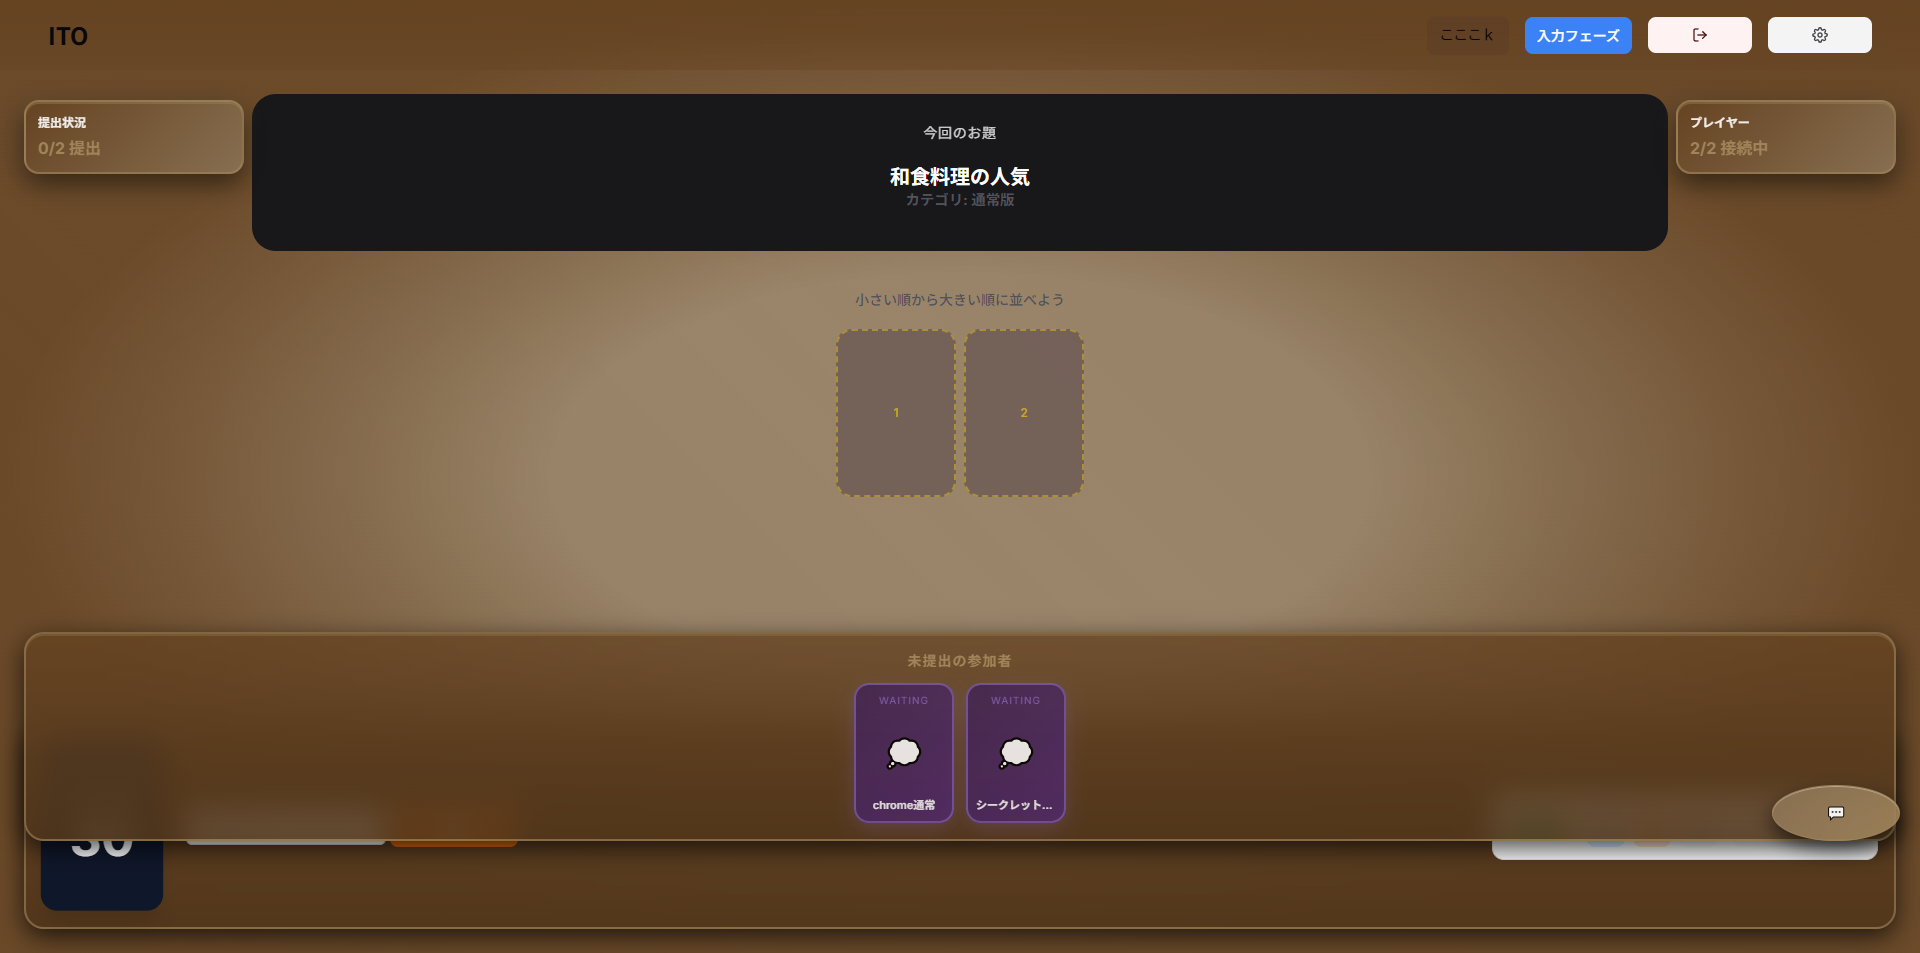 ITO
こここk
入力フェーズ
提出状況
0/2 提出
今回のお題
和食料理の人気
カテゴリ: 通常版
プレイヤー
2/2 接続中
小さい順から大きい順に並べよう
1
2
未提出の参加者
WAITING
WAITING
chrome通常
シークレット...
30